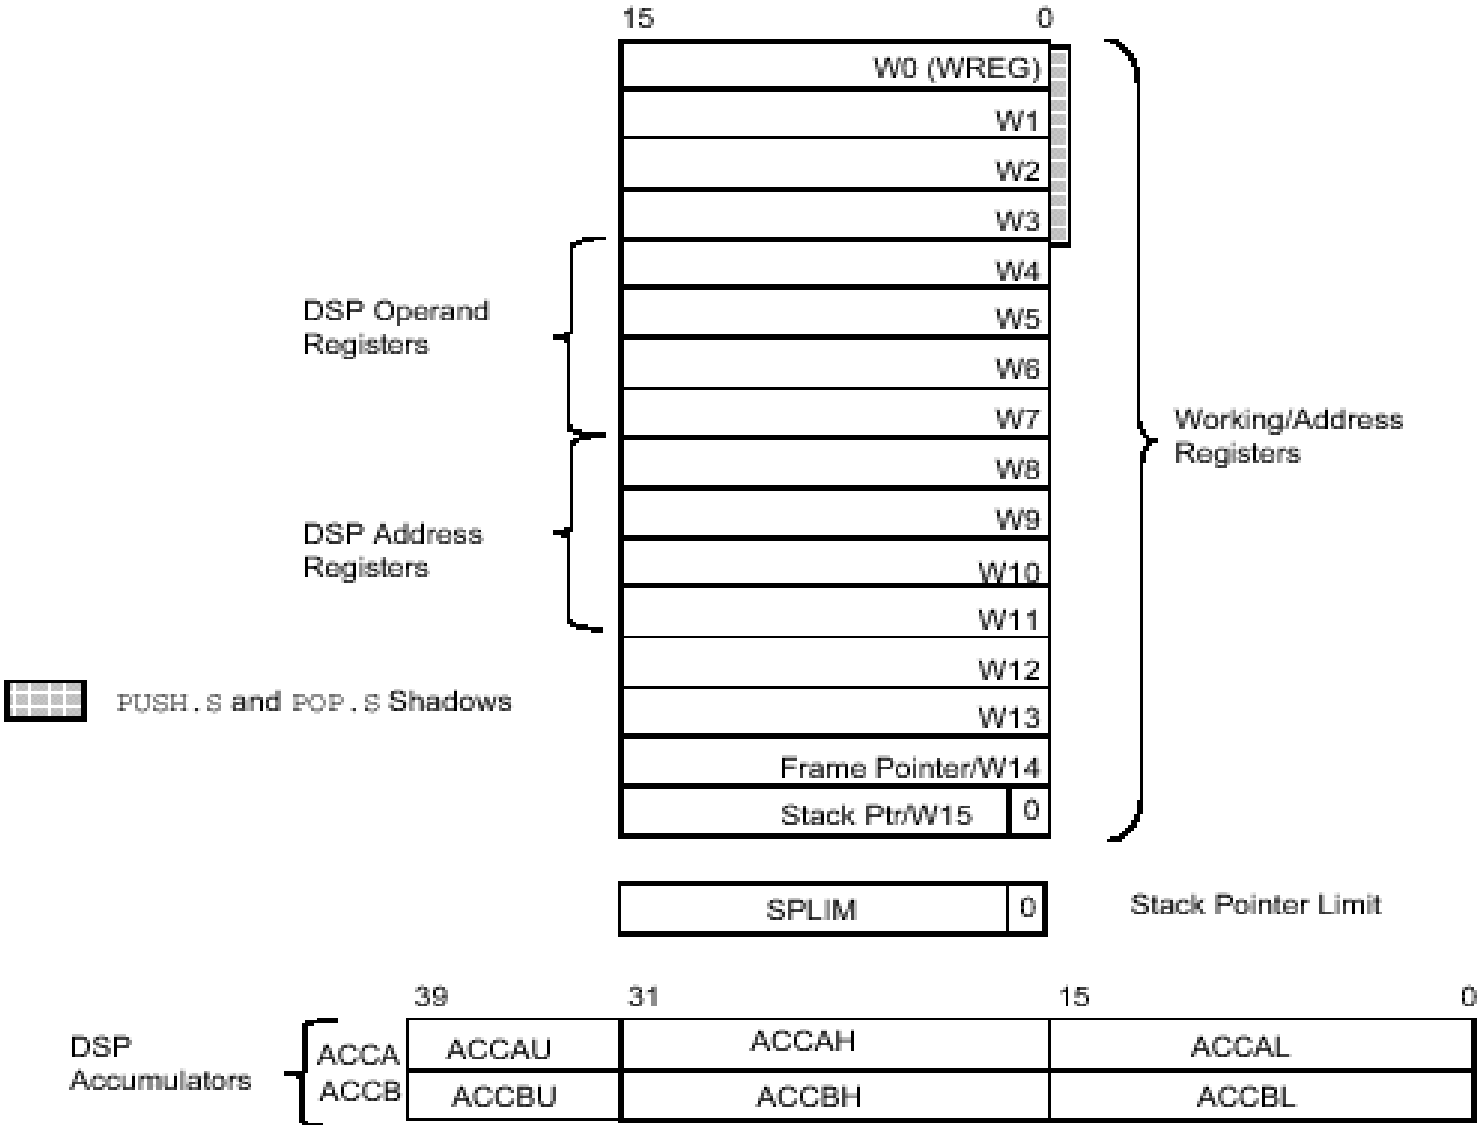 15 0
W0 (WREG)
W1
W2
W3
W4
DSP Operand
Registers
W5
W6
W7
Working/Address
Registers
W8
W9
DSP Address
Registers
W10
W11
W12
PUSH.S and POP.S Shadows
W13
Frame Pointer/W14
Stack Ptr/W15 0
SPLIM 0
Stack Pointer Limit
39 31 15 0
DSP
Accumulators
ACCA ACCAU ACCAH ACCAL
ACCB ACCBU ACCBH ACCBL